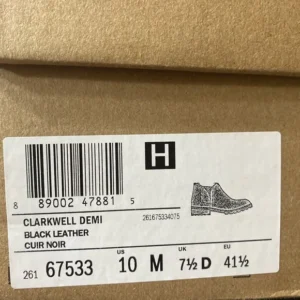 H
8 89002 47881 5
261675334075
CLARKWELL DEMI
BLACK LEATHER
CUIR NOIR
US UK EU
261 67533 10 M 7½ D 41½